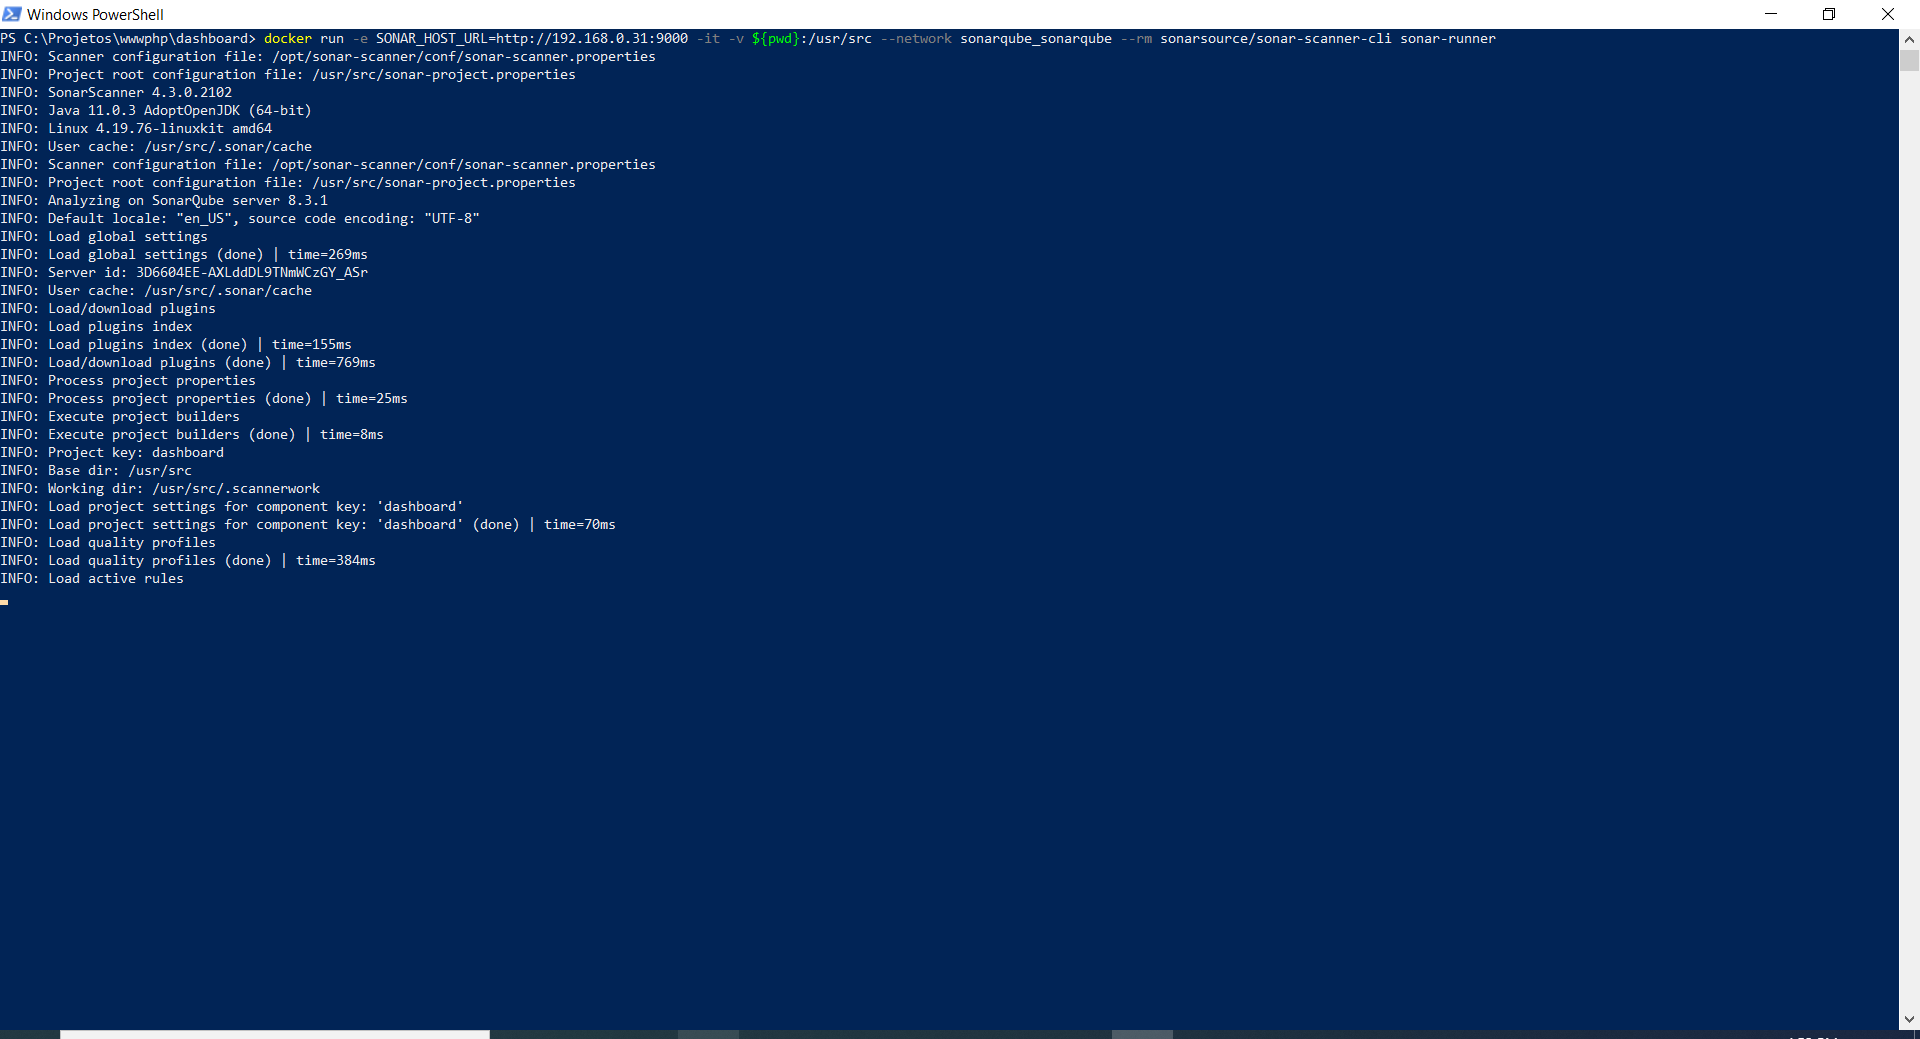 Windows PowerShell
PS C:\Projetos\wwwphp\dashboard> docker run -e SONAR_HOST_URL=http://192.168.0.31:9000 -it -v ${pwd}:/usr/src --network sonarqube_sonarqube --rm sonarsource/sonar-scanner-cli sonar-runner
INFO: Scanner configuration file: /opt/sonar-scanner/conf/sonar-scanner.properties
INFO: Project root configuration file: /usr/src/sonar-project.properties
INFO: SonarScanner 4.3.0.2102
INFO: Java 11.0.3 AdoptOpenJDK (64-bit)
INFO: Linux 4.19.76-linuxkit amd64
INFO: User cache: /usr/src/.sonar/cache
INFO: Scanner configuration file: /opt/sonar-scanner/conf/sonar-scanner.properties
INFO: Project root configuration file: /usr/src/sonar-project.properties
INFO: Analyzing on SonarQube server 8.3.1
INFO: Default locale: "en_US", source code encoding: "UTF-8"
INFO: Load global settings
INFO: Load global settings (done) | time=269ms
INFO: Server id: 3D6604EE-AXLddDL9TNmWCzGY_ASr
INFO: User cache: /usr/src/.sonar/cache
INFO: Load/download plugins
INFO: Load plugins index
INFO: Load plugins index (done) | time=155ms
INFO: Load/download plugins (done) | time=769ms
INFO: Process project properties
INFO: Process project properties (done) | time=25ms
INFO: Execute project builders
INFO: Execute project builders (done) | time=8ms
INFO: Project key: dashboard
INFO: Base dir: /usr/src
INFO: Working dir: /usr/src/.scannerwork
INFO: Load project settings for component key: 'dashboard'
INFO: Load project settings for component key: 'dashboard' (done) | time=70ms
INFO: Load quality profiles
INFO: Load quality profiles (done) | time=384ms
INFO: Load active rules